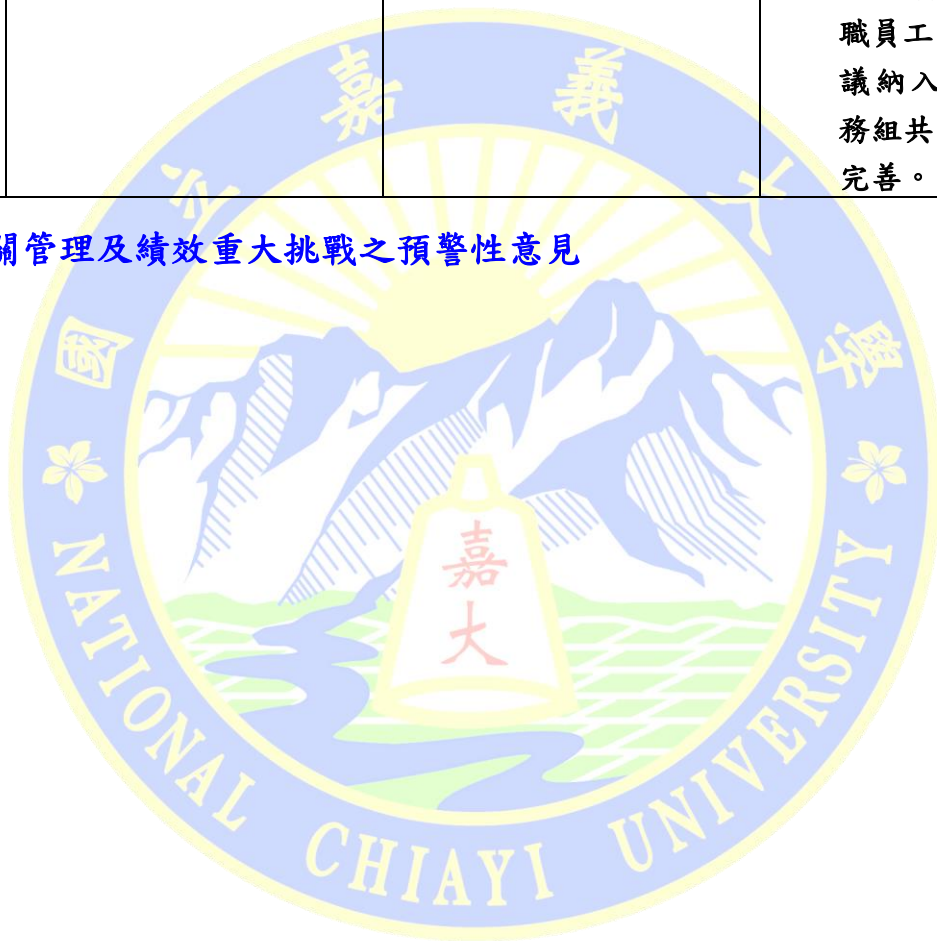 職員工
議納入
務組共
完善。
關管理及績效重大挑戰之預警性意見
國立嘉義大學
嘉大
NATIONAL CHIAYI UNIVERSITY